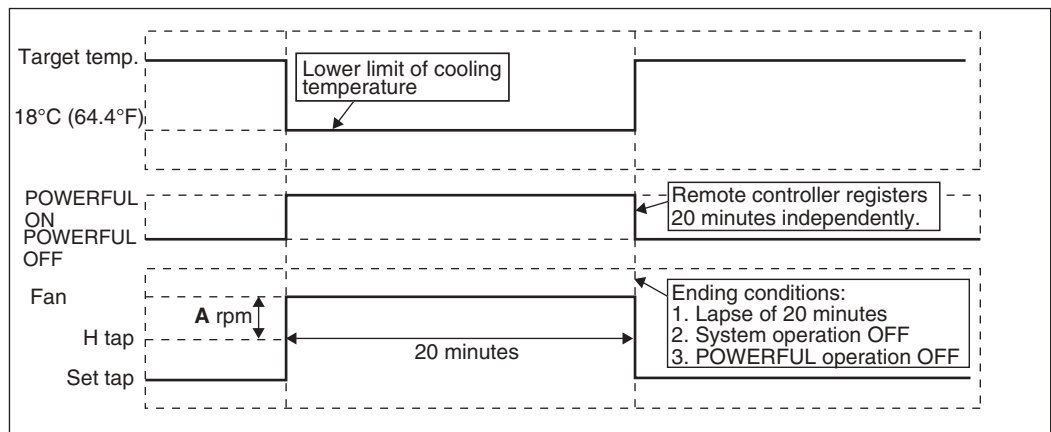 Target temp.
Lower limit of cooling
temperature
18°C (64.4°F)
POWERFUL
ON
POWERFUL
OFF
Remote controller registers
20 minutes independently.
Fan
A rpm
H tap
20 minutes
Set tap
Ending conditions:
1. Lapse of 20 minutes
2. System operation OFF
3. POWERFUL operation OFF